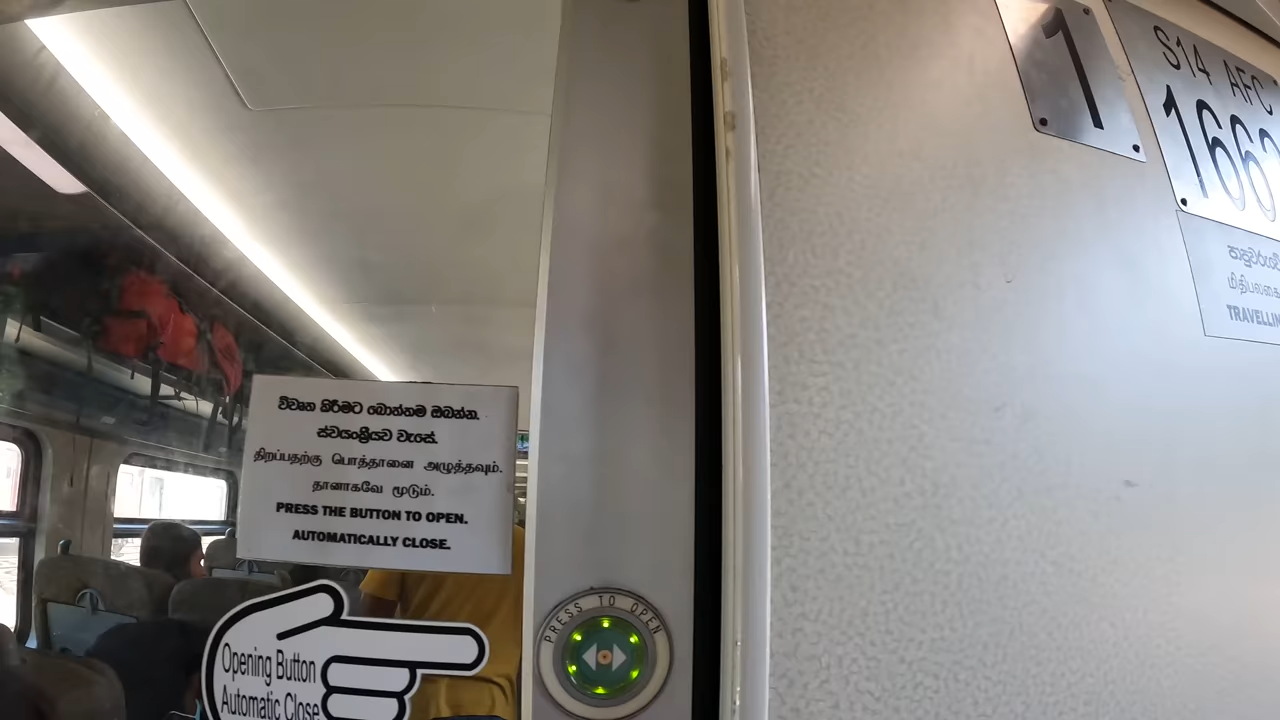 විවෘත කිරීමට බොත්තම ඔබන්න.
ස්වයංක්‍රීයව වැසේ.
திறப்பதற்கு பொத்தானை அழுத்தவும்.
தானாகவே மூடும்.
PRESS THE BUTTON TO OPEN.
AUTOMATICALLY CLOSE.
Opening Button
Automatic Close
PRESS TO OPEN
1
S14 AFC